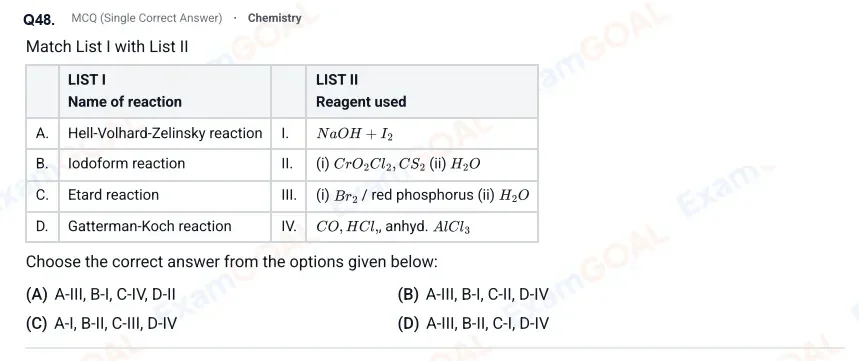 Q48. MCQ (Single Correct Answer) · Chemistry
Match List I with List II
LIST I
Name of reaction
LIST II
Reagent used
A. Hell-Volhard-Zelinsky reaction I. NaOH + I₂
B. Iodoform reaction II. (i) CrO₂Cl₂, CS₂ (ii) H₂O
C. Etard reaction III. (i) Br₂ / red phosphorus (ii) H₂O
D. Gatterman-Koch reaction IV. CO, HCl,, anhyd. AlCl₃
Choose the correct answer from the options given below:
(A) A-III, B-I, C-IV, D-II (B) A-III, B-I, C-II, D-IV
(C) A-I, B-II, C-III, D-IV (D) A-III, B-II, C-I, D-IV